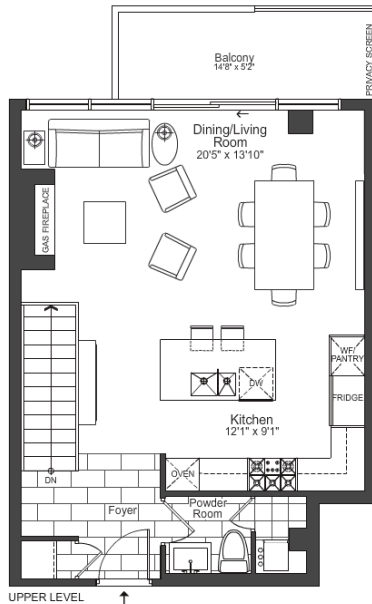 Balcony
14'8" x 5'2"
PRIVACY SCREEN
Dining/Living
Room
20'5" x 13'10"
GAS FIREPLACE
WF/
PANTRY
DW
FRIDGE
Kitchen
12'1" x 9'1"
OVEN
DN
Foyer
Powder
Room
UPPER LEVEL